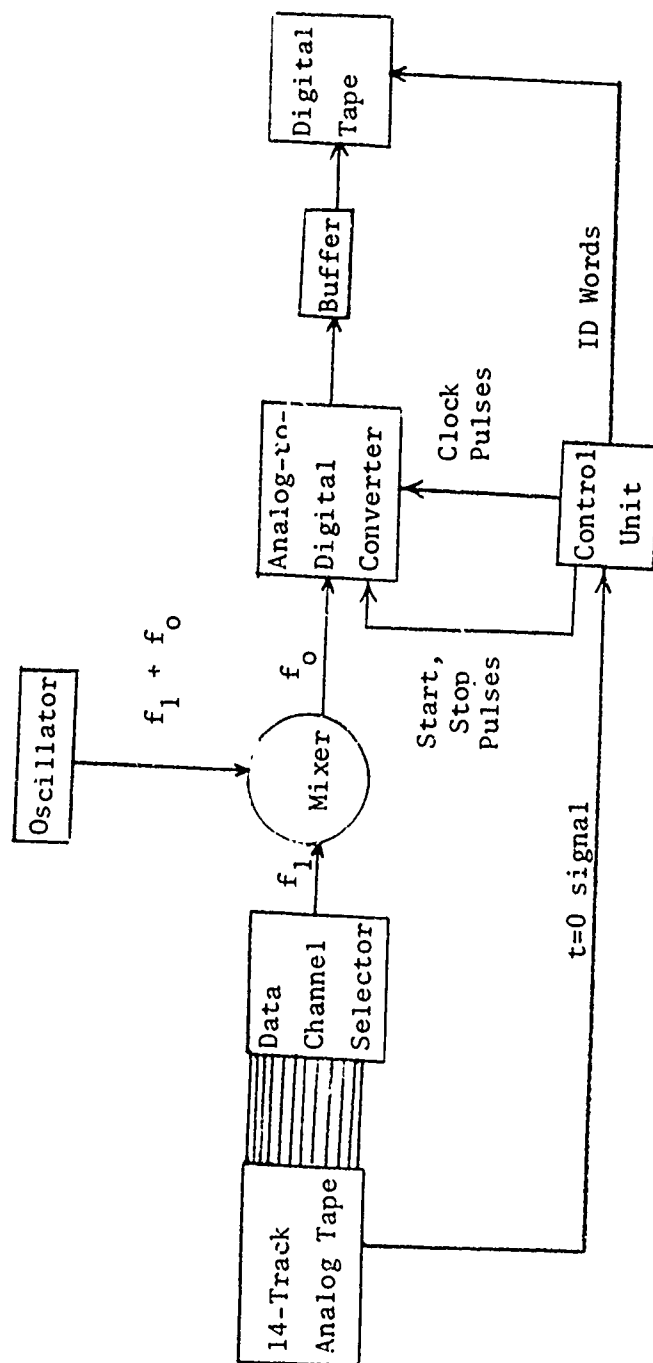 Oscillator
f1 + fo
14-Track
Analog Tape
Data
Channel
Selector
f1
Mixer
fo
Analog-to-
Digital
Converter
Buffer
Digital
Tape
Start,
Stop
Pulses
Clock
Pulses
t=0 signal
Control
Unit
ID Words